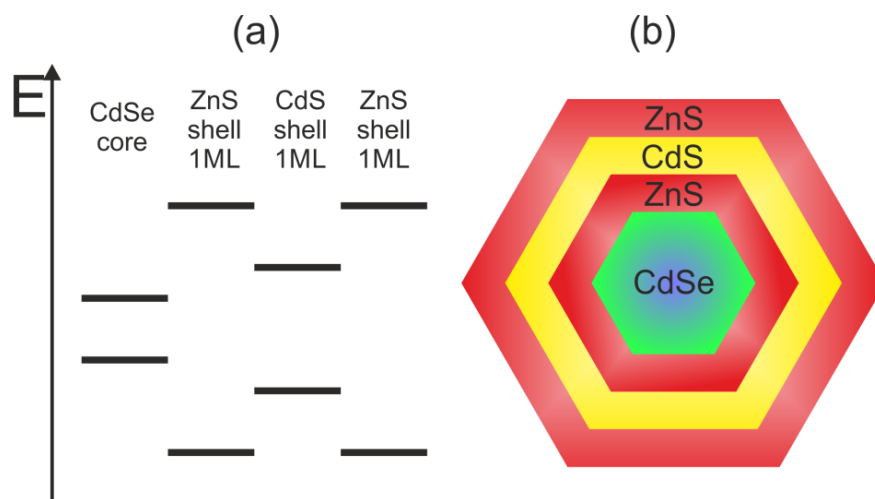 (a)
(b)
E
CdSe
core
ZnS
shell
1ML
CdS
shell
1ML
ZnS
shell
1ML
ZnS
CdS
ZnS
CdSe